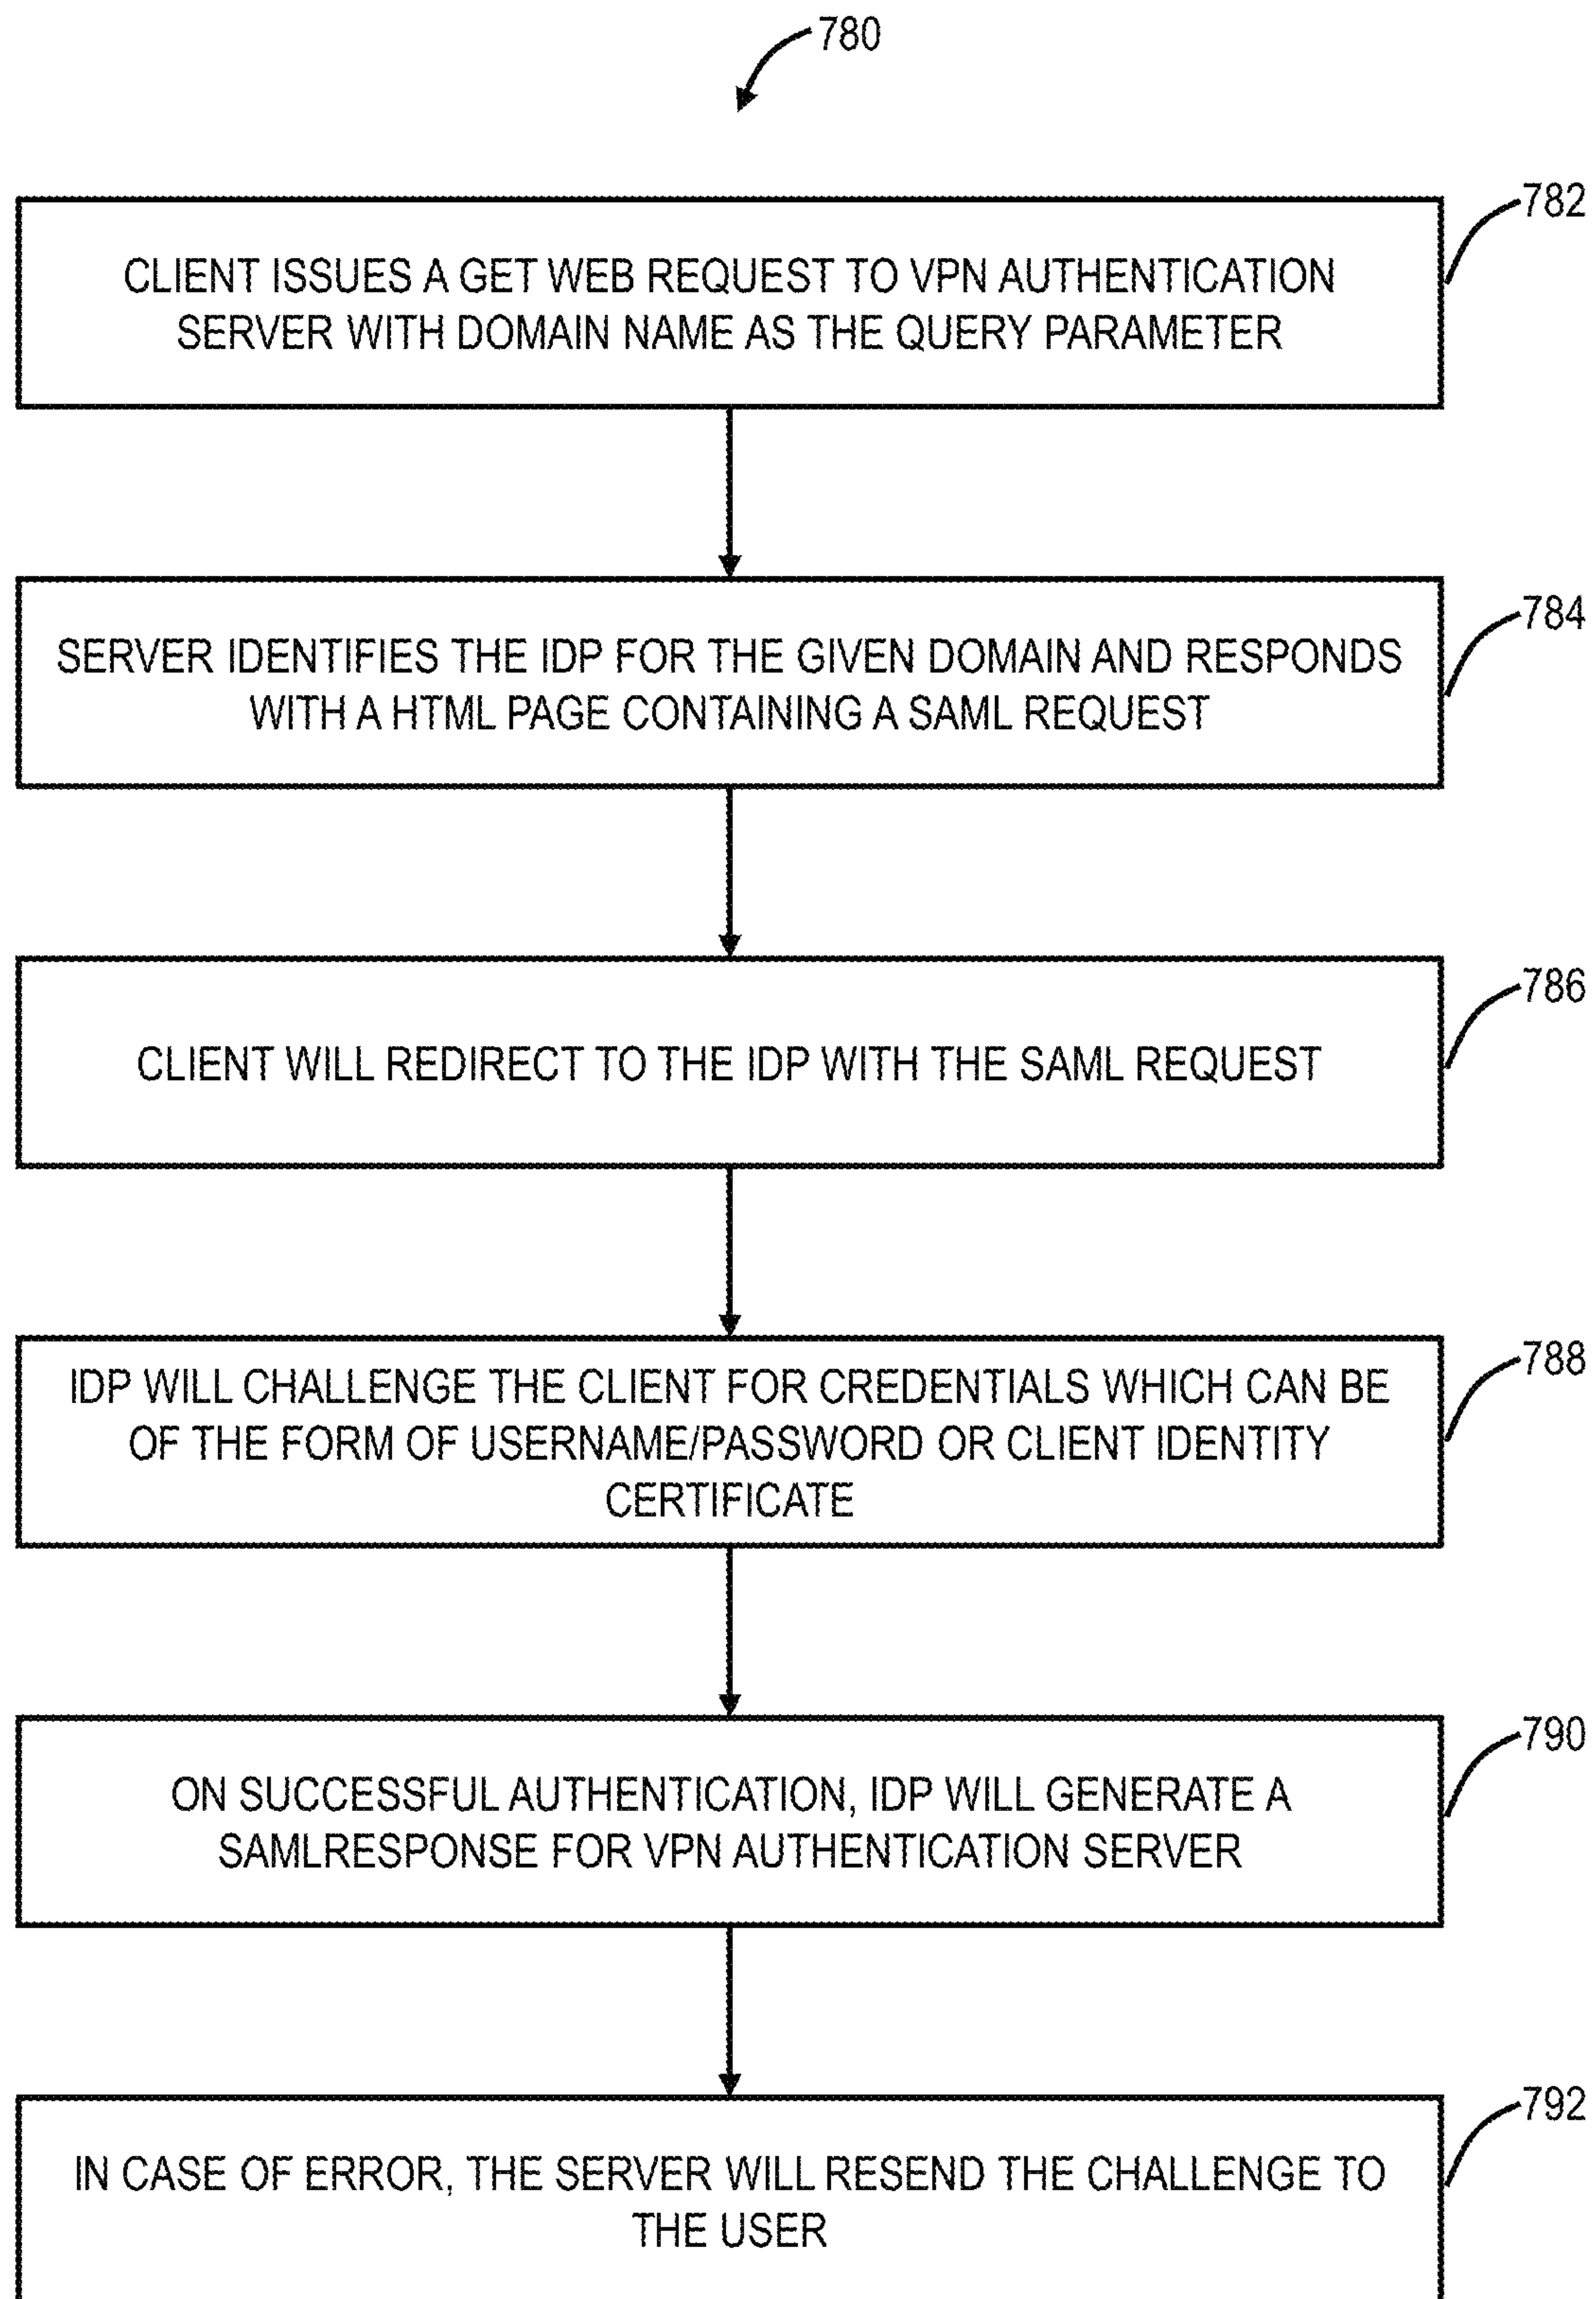 780
782
CLIENT ISSUES A GET WEB REQUEST TO VPN AUTHENTICATION
SERVER WITH DOMAIN NAME AS THE QUERY PARAMETER
784
SERVER IDENTIFIES THE IDP FOR THE GIVEN DOMAIN AND RESPONDS
WITH A HTML PAGE CONTAINING A SAML REQUEST
786
CLIENT WILL REDIRECT TO THE IDP WITH THE SAML REQUEST
788
IDP WILL CHALLENGE THE CLIENT FOR CREDENTIALS WHICH CAN BE
OF THE FORM OF USERNAME/PASSWORD OR CLIENT IDENTITY
CERTIFICATE
790
ON SUCCESSFUL AUTHENTICATION, IDP WILL GENERATE A
SAMLRESPONSE FOR VPN AUTHENTICATION SERVER
792
IN CASE OF ERROR, THE SERVER WILL RESEND THE CHALLENGE TO
THE USER